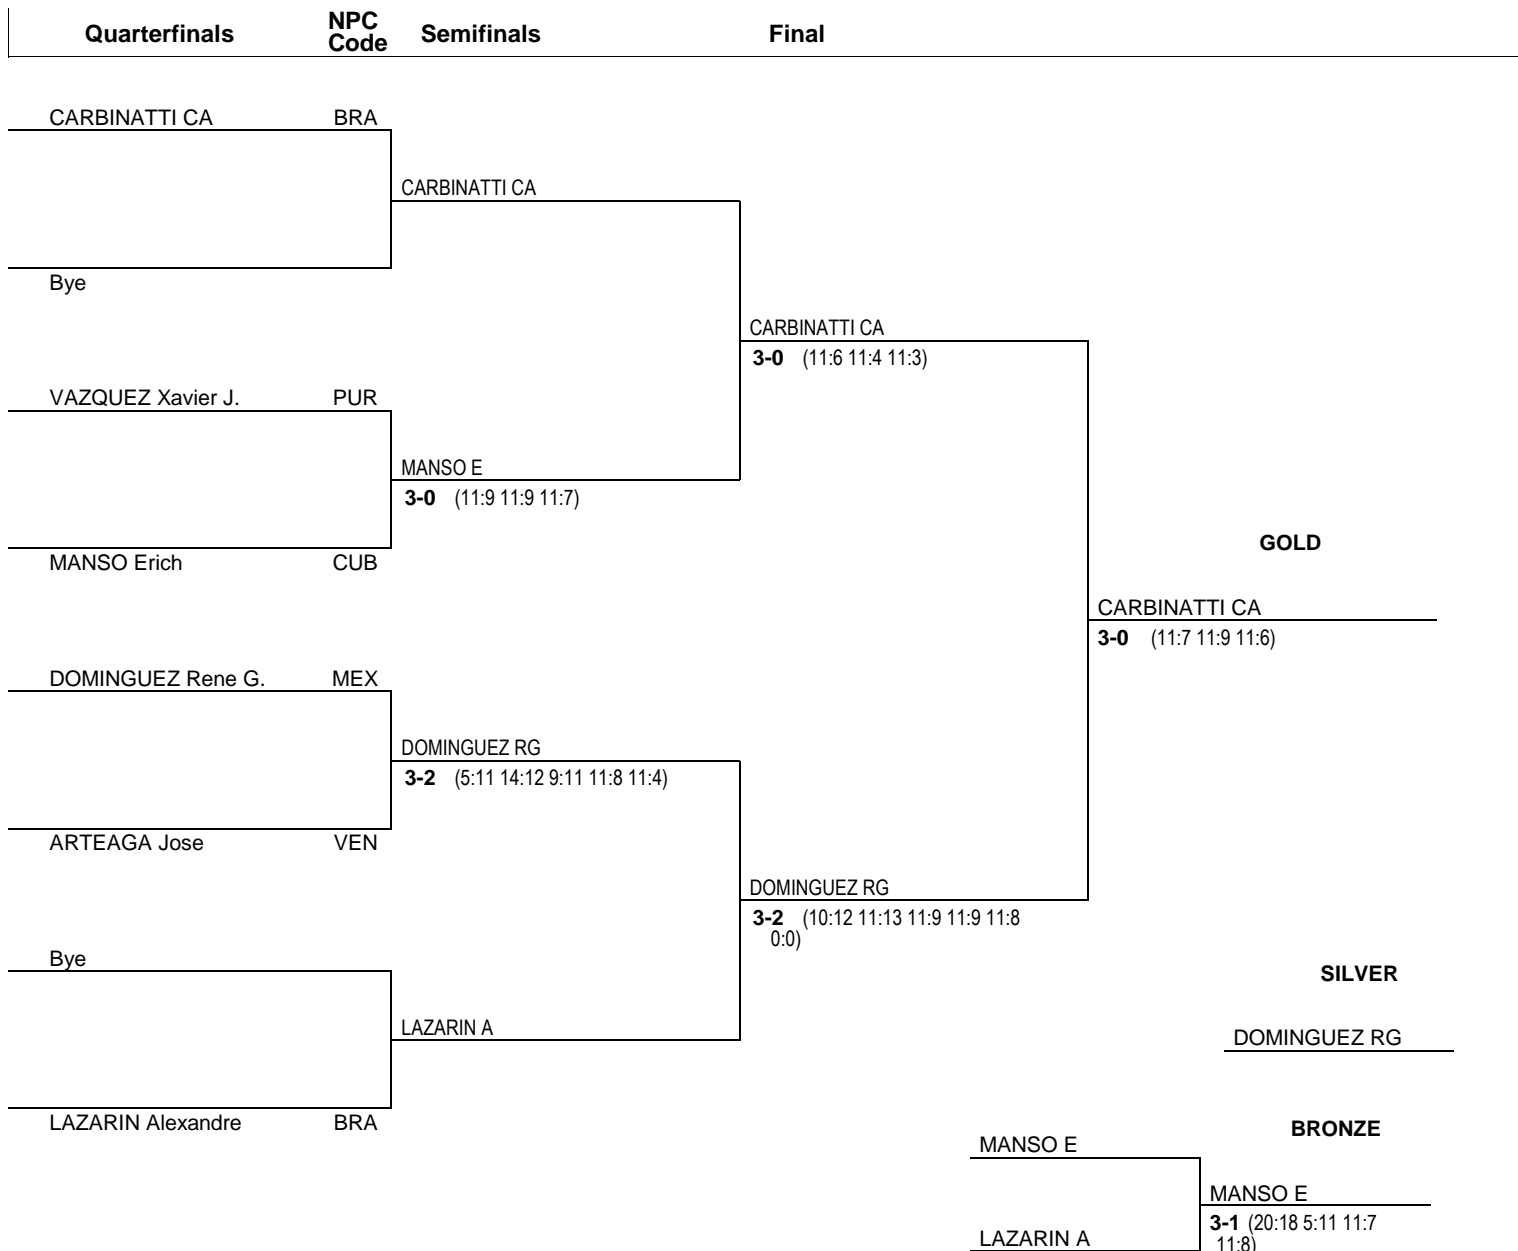 Quarterfinals NPC Code Semifinals Final
CARBINATTI CA BRA
CARBINATTI CA
Bye
CARBINATTI CA
3-0 (11:6 11:4 11:3)
VAZQUEZ Xavier J. PUR
MANSO E
3-0 (11:9 11:9 11:7)
GOLD
MANSO Erich CUB
CARBINATTI CA
3-0 (11:7 11:9 11:6)
DOMINGUEZ Rene G. MEX
DOMINGUEZ RG
3-2 (5:11 14:12 9:11 11:8 11:4)
ARTEAGA Jose VEN
DOMINGUEZ RG
3-2 (10:12 11:13 11:9 11:9 11:8
0:0)
Bye
SILVER
LAZARIN A
DOMINGUEZ RG
LAZARIN Alexandre BRA
BRONZE
MANSO E
MANSO E
3-1 (20:18 5:11 11:7
11:8)
LAZARIN A